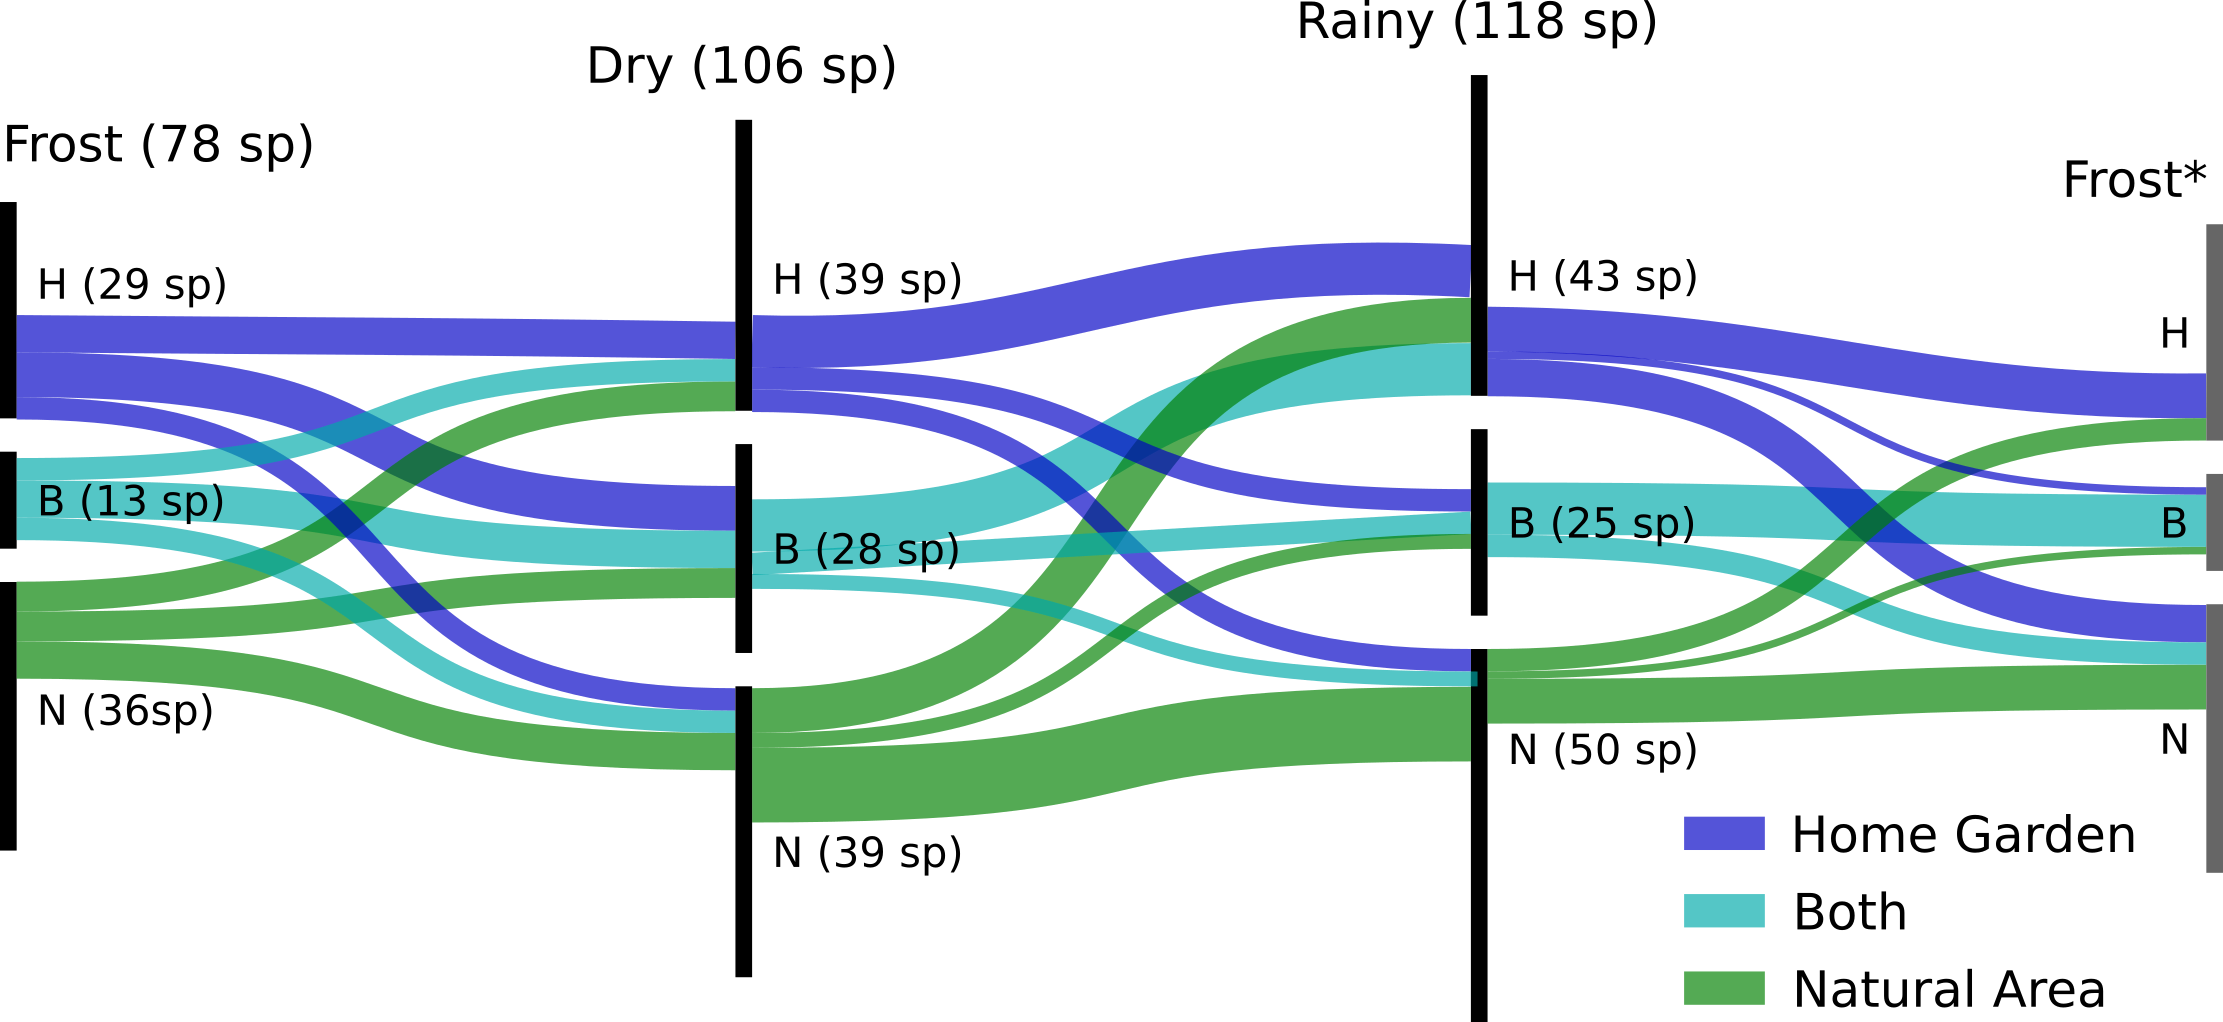 Frost (78 sp)
H (29 sp)
B (13 sp)
N (36sp)
Dry (106 sp)
H (39 sp)
B (28 sp)
N (39 sp)
Rainy (118 sp)
H (43 sp)
B (25 sp)
N (50 sp)
Frost*
H
B
N
Home Garden
Both
Natural Area